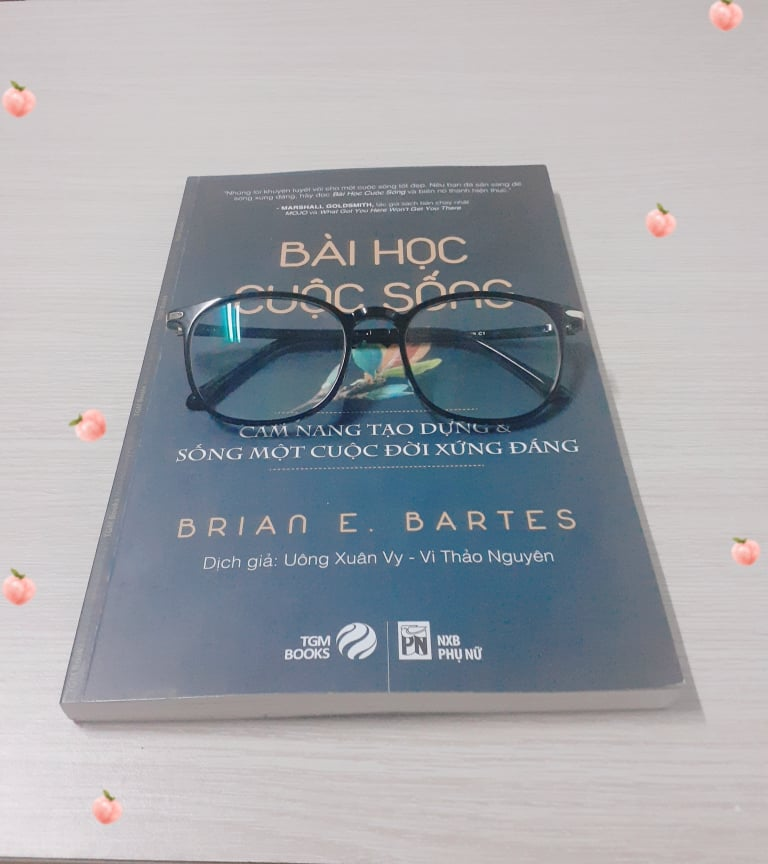 "Những lời khuyên tuyệt vời cho một cuộc sống tốt đẹp. Nếu bạn đã sẵn sàng để
sống xứng đáng, hãy đọc Bài Học Cuộc Sống và biến nó thành hiện thực."
- MARSHALL GOLDSMITH, tác giả sách bán chạy nhất
MOJO và What Got You Here Won't Get You There
BÀI HỌC
CUỘC SỐNG
CẨM NANG TẠO DỰNG &
SỐNG MỘT CUỘC ĐỜI XỨNG ĐÁNG
BRIAN E. BARTES
Dịch giả: Uông Xuân Vy - Vi Thảo Nguyên
TGM
BOOKS
PN
NXB
PHỤ NỮ